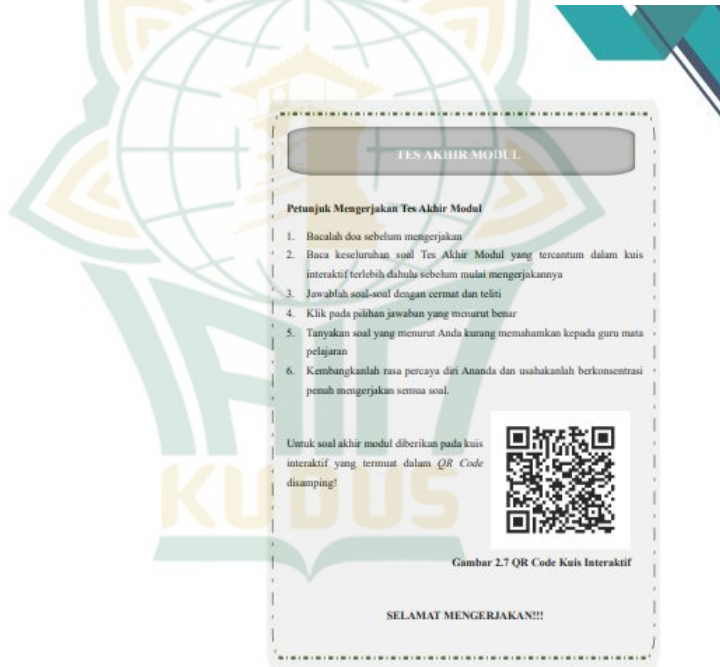 TES AKHIR MODUL
Petunjuk Mengerjakan Tes Akhir Modul
1. Bacalah doa sebelum mengerjakan
2. Baca keseluruhan soal Tes Akhir Modul yang tercantum dalam kuis
interaktif terlebih dahulu sebelum mulai mengerjakannya
3. Jawablah soal-soal dengan cermat dan teliti
4. Klik pada pilihan jawaban yang menurut benar
5. Tanyakan soal yang menurut Anda kurang memahamkan kepada guru mata
pelajaran
6. Kembangkanlah rasa percaya diri Ananda dan usahakanlah berkonsentrasi
penuh mengerjakan semua soal.
Untuk soal akhir modul diberikan pada kuis
interaktif yang termuat dalam QR Code
disamping!
Gambar 2.7 QR Code Kuis Interaktif
SELAMAT MENGERJAKAN!!!
KUDUS